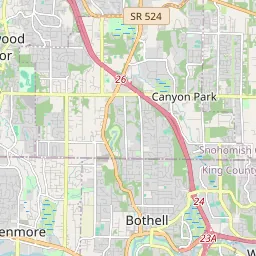 SR 524
wood
or
26
Canyon Park
Snohomish C
King County
24
Bothell
enmore
23A
W